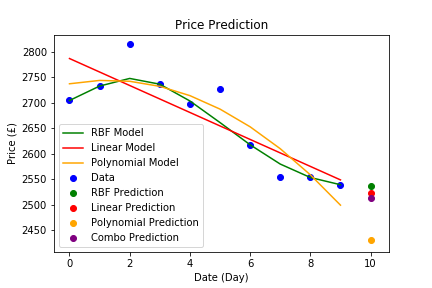 Price Prediction
Price (£)
2800
2750
2700
2650
2600
2550
2500
2450
RBF Model
Linear Model
Polynomial Model
Data
RBF Prediction
Linear Prediction
Polynomial Prediction
Combo Prediction
0 2 4 6 8 10
Date (Day)